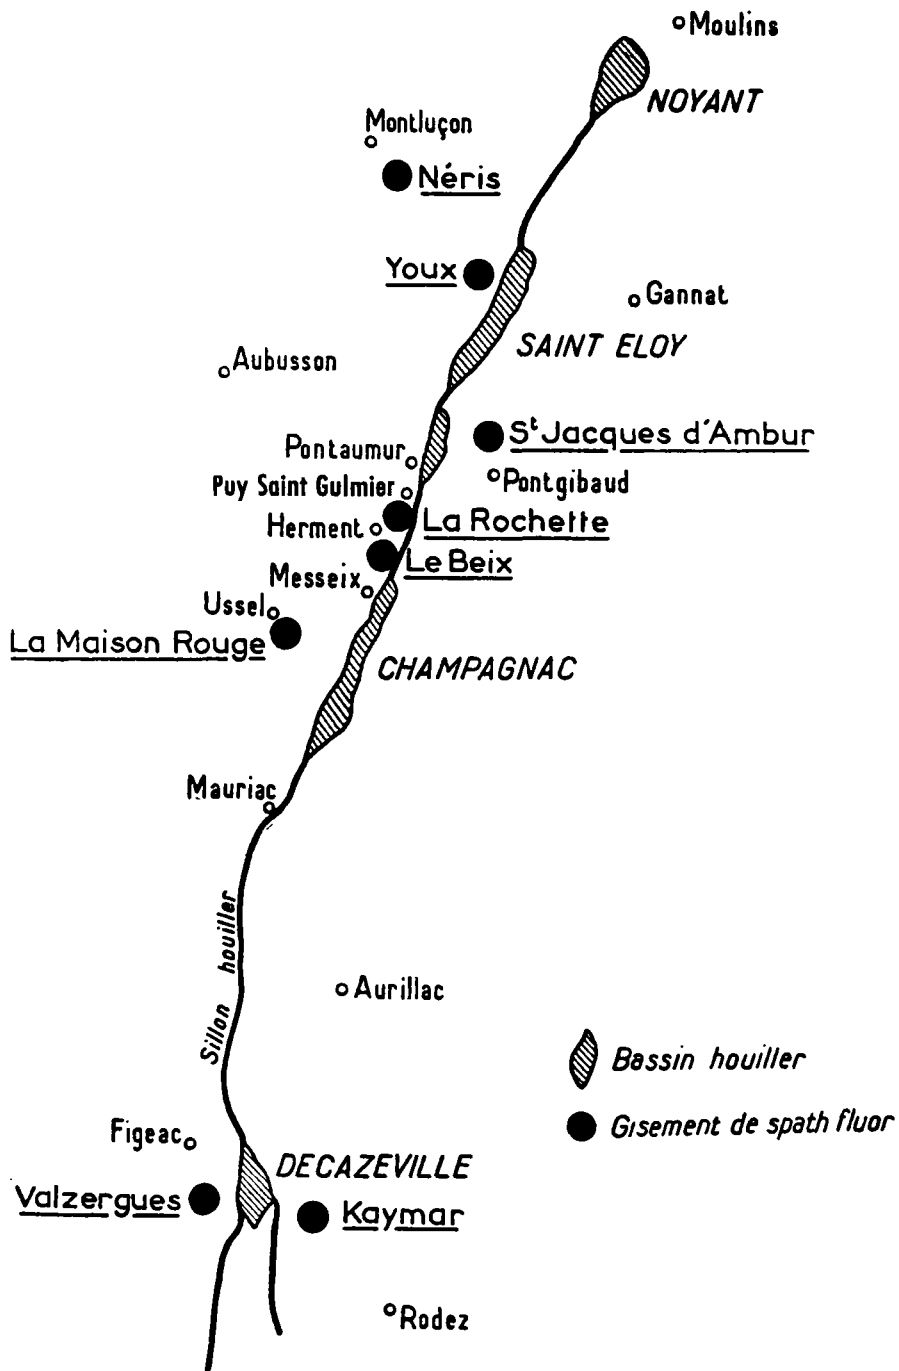 Moulins
NOYANT
Montluçon
Néris
Youx
Gannat
SAINT ELOY
Aubusson
St Jacques d'Ambur
Pontaumur
Pontgibaud
Puy Saint Gulmier
La Rochette
Herment
Le Beix
Messeix
Ussel
La Maison Rouge
CHAMPAGNAC
Mauriac
Sillon houiller
Aurillac
Bassin houiller
Gisement de spath fluor
Figeac
DECAZEVILLE
Valzergues
Kaymar
Rodez